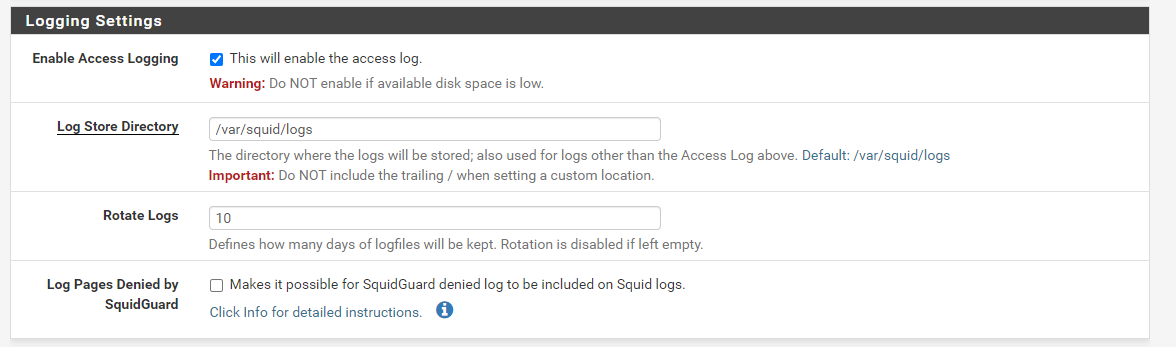 Logging Settings
Enable Access Logging
This will enable the access log.
Warning: Do NOT enable if available disk space is low.
Log Store Directory
/var/squid/logs
The directory where the logs will be stored; also used for logs other than the Access Log above. Default: /var/squid/logs
Important: Do NOT include the trailing / when setting a custom location.
Rotate Logs
10
Defines how many days of logfiles will be kept. Rotation is disabled if left empty.
Log Pages Denied by
SquidGuard
Makes it possible for SquidGuard denied log to be included on Squid logs.
Click Info for detailed instructions.